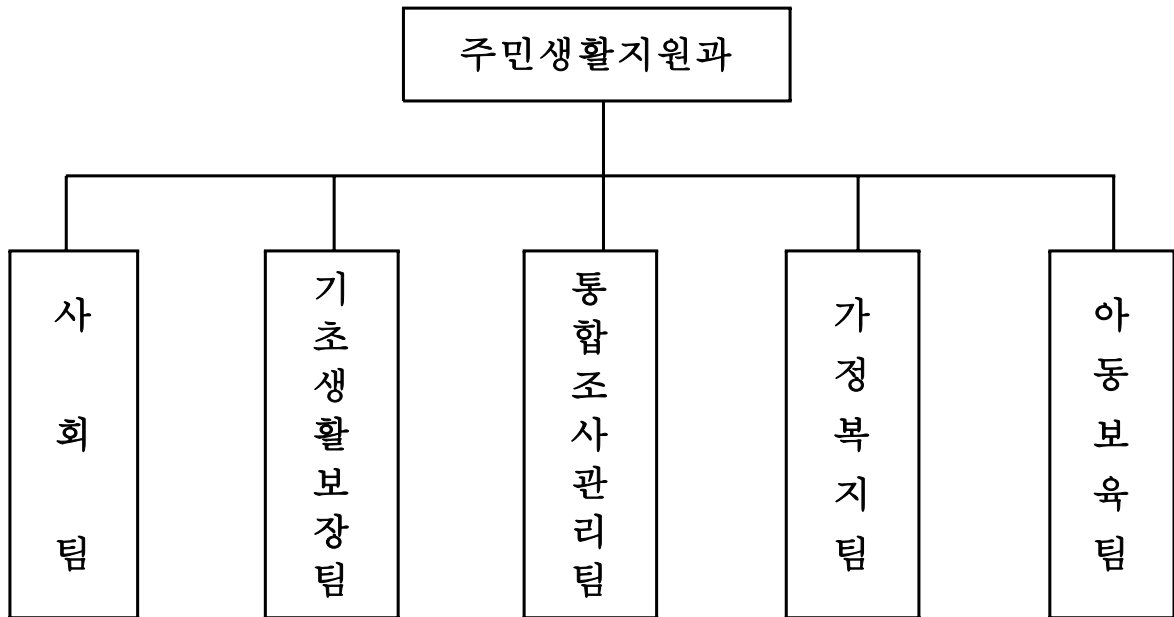 주민생활지원과
사회팀
기초생활보장팀
통합조사관리팀
가정복지팀
아동보육팀